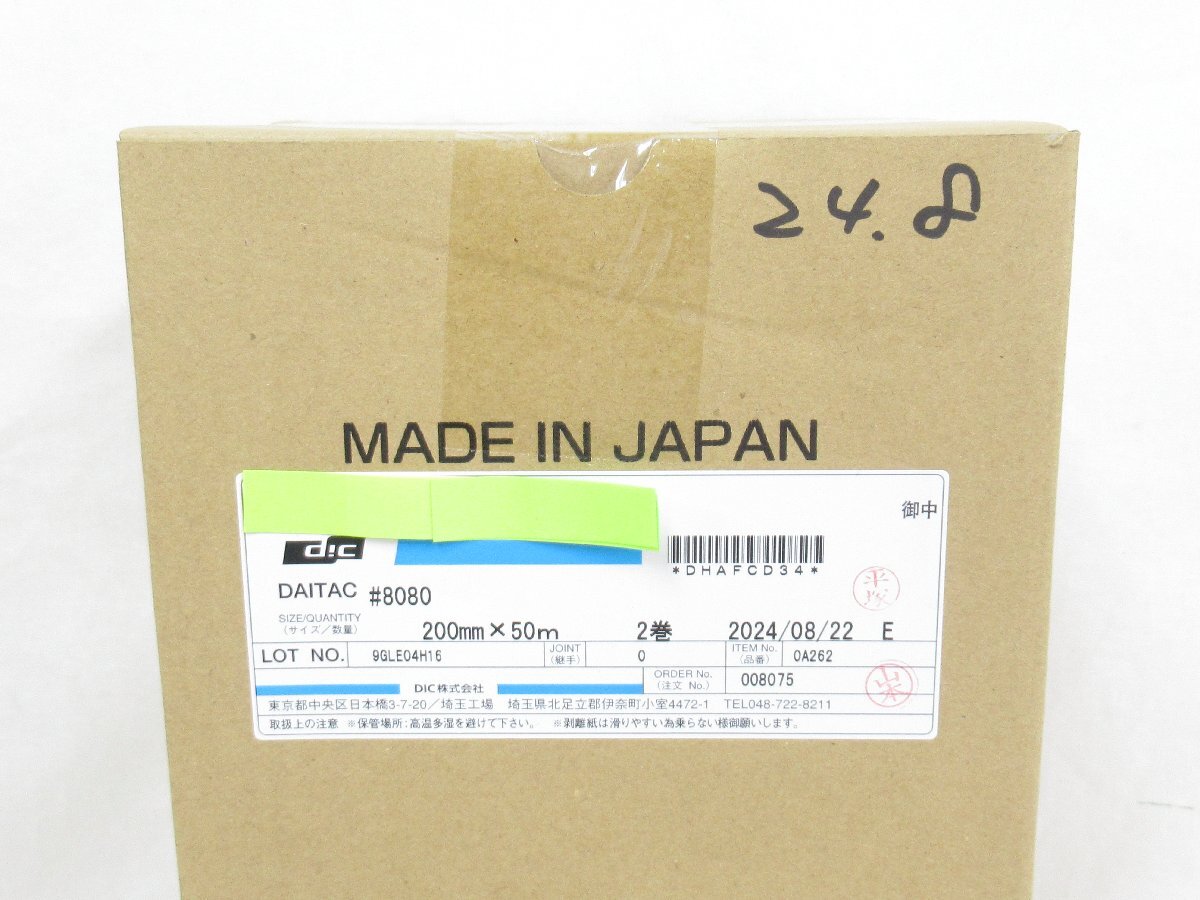 24.8
MADE IN JAPAN
御中
dic
*DHAFCD34*
DAITAC #8080
平塚
SIZE/QUANTITY
(サイズ/数量)
200mm×50m 2巻 2024/08/22 E
LOT NO. 9GLE04H16 JOINT (継手) 0 ITEM No. (品番) 0A262
ORDER No. (注文 No.) 008075
山本
DIC株式会社
東京都中央区日本橋3-7-20/埼玉工場 埼玉県北足立郡伊奈町小室4472-1 TEL048-722-8211
取扱上の注意 ※保管場所:高温多湿を避けて下さい。 ※剥離紙は滑りやすい為乗らない様御願いします。